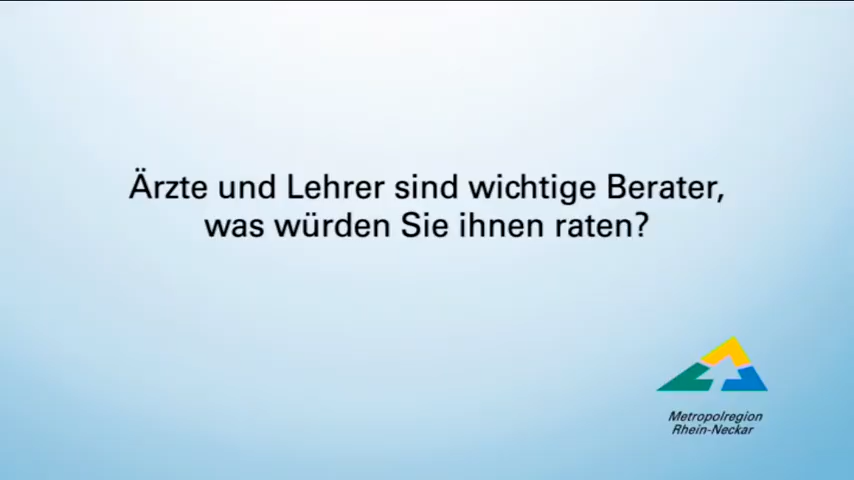 Ärzte und Lehrer sind wichtige Berater,
was würden Sie ihnen raten?
Metropolregion
Rhein-Neckar